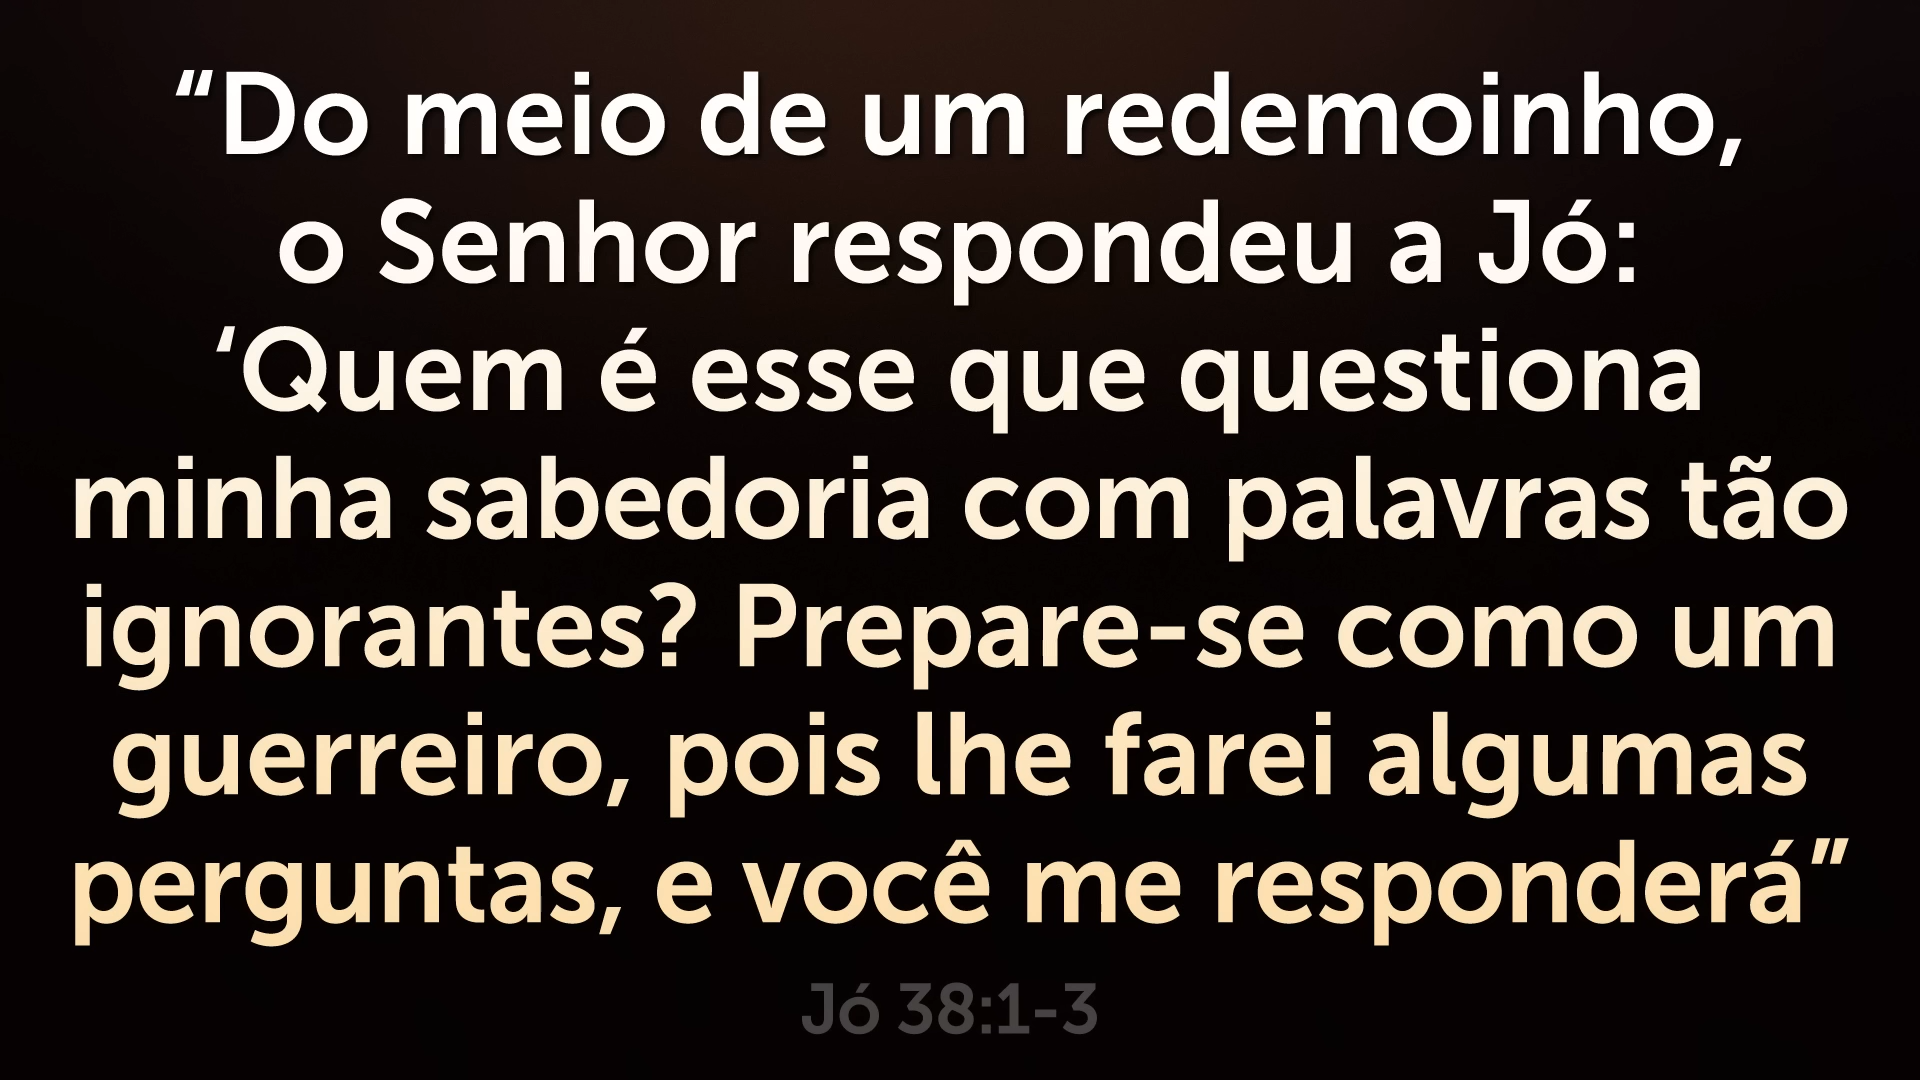 “Do meio de um redemoinho,
o Senhor respondeu a Jó:
‘Quem é esse que questiona
minha sabedoria com palavras tão
ignorantes? Prepare-se como um
guerreiro, pois lhe farei algumas
perguntas, e você me responderá”
Jó 38:1-3